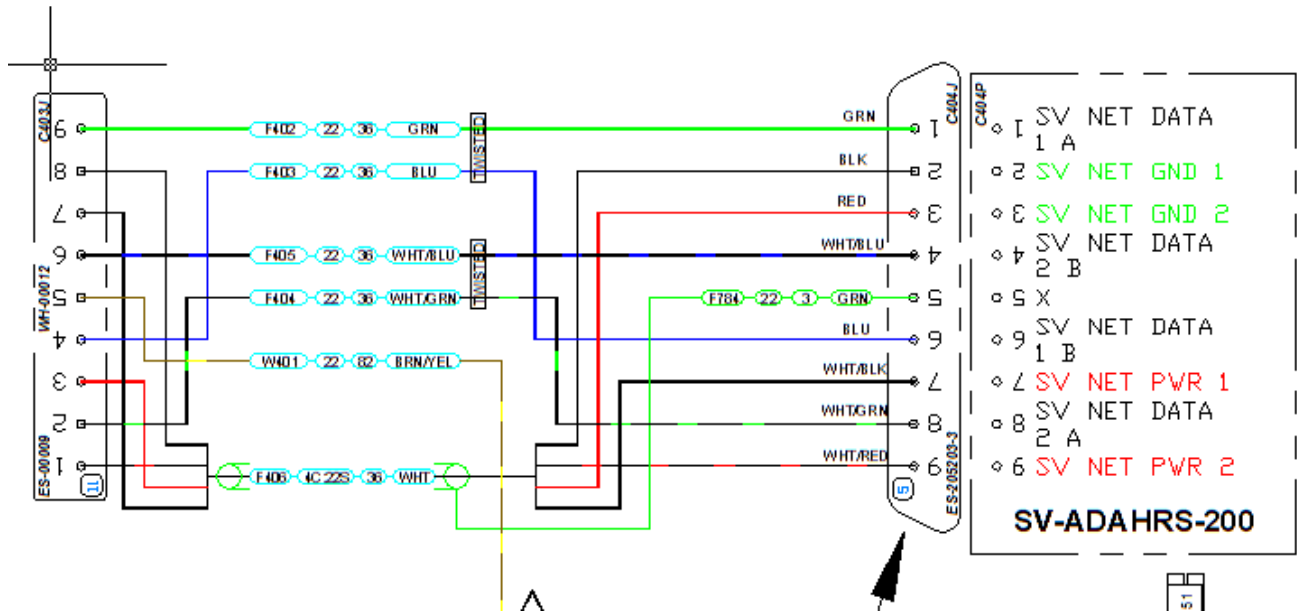 C403J
9
8
7
6
5
4
3
2
1
WH-00012
ES-00009
11
F402 22 36 GRN
F403 22 36 BLU
TWISTED
F405 22 36 WHT/BLU
F404 22 36 WHT/GRN
TWISTED
W401 22 82 BRN/YEL
F406 4C22S 36 WHT
F784 22 3 GRN
GRN
BLK
RED
WHT/BLU
BLU
WHT/BLK
WHT/GRN
WHT/RED
C404J
1
2
3
4
5
6
7
8
9
5
ES-205203-3
C404P
1 SV NET DATA
1 A
2 SV NET GND 1
3 SV NET GND 2
4 SV NET DATA
2 B
5 X
6 SV NET DATA
1 B
7 SV NET PWR 1
8 SV NET DATA
2 A
9 SV NET PWR 2
SV-ADAHRS-200
51